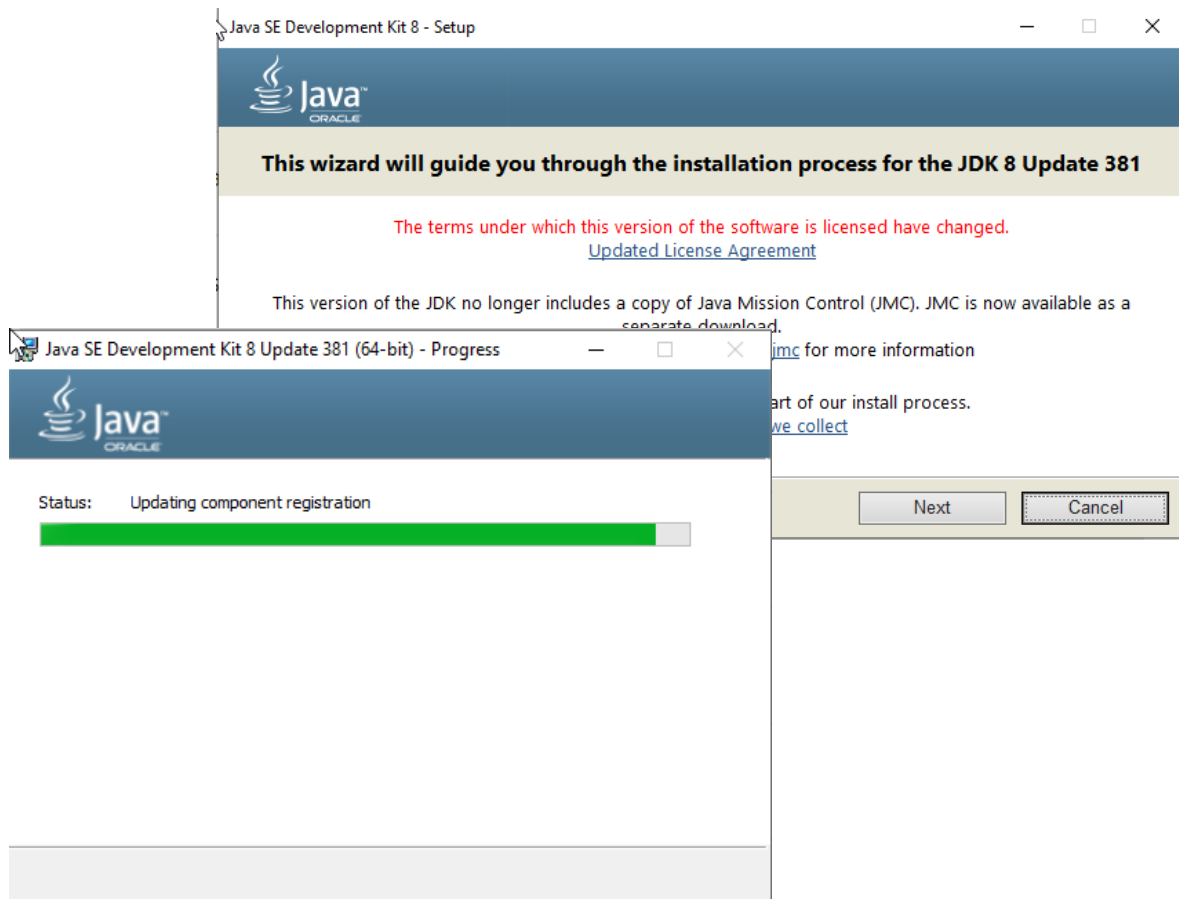 Java SE Development Kit 8 - Setup
Java™
ORACLE
This wizard will guide you through the installation process for the JDK 8 Update 381
The terms under which this version of the software is licensed have changed.
Updated License Agreement
This version of the JDK no longer includes a copy of Java Mission Control (JMC). JMC is now available as a
separate download.
jmc for more information
art of our install process.
we collect
Next
Cancel
Java SE Development Kit 8 Update 381 (64-bit) - Progress
Java™
ORACLE
Status: Updating component registration